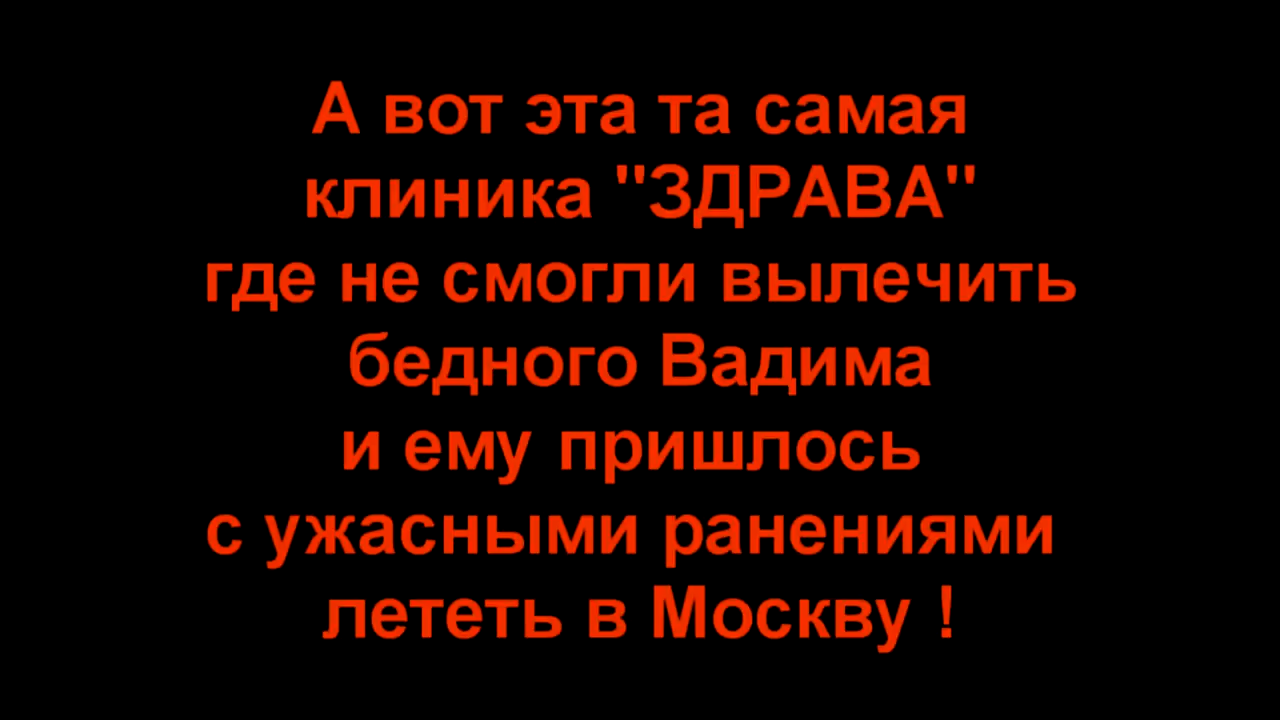 А вот эта та самая
клиника "ЗДРАВА"
где не смогли вылечить
бедного Вадима
и ему пришлось
с ужасными ранениями
лететь в Москву !